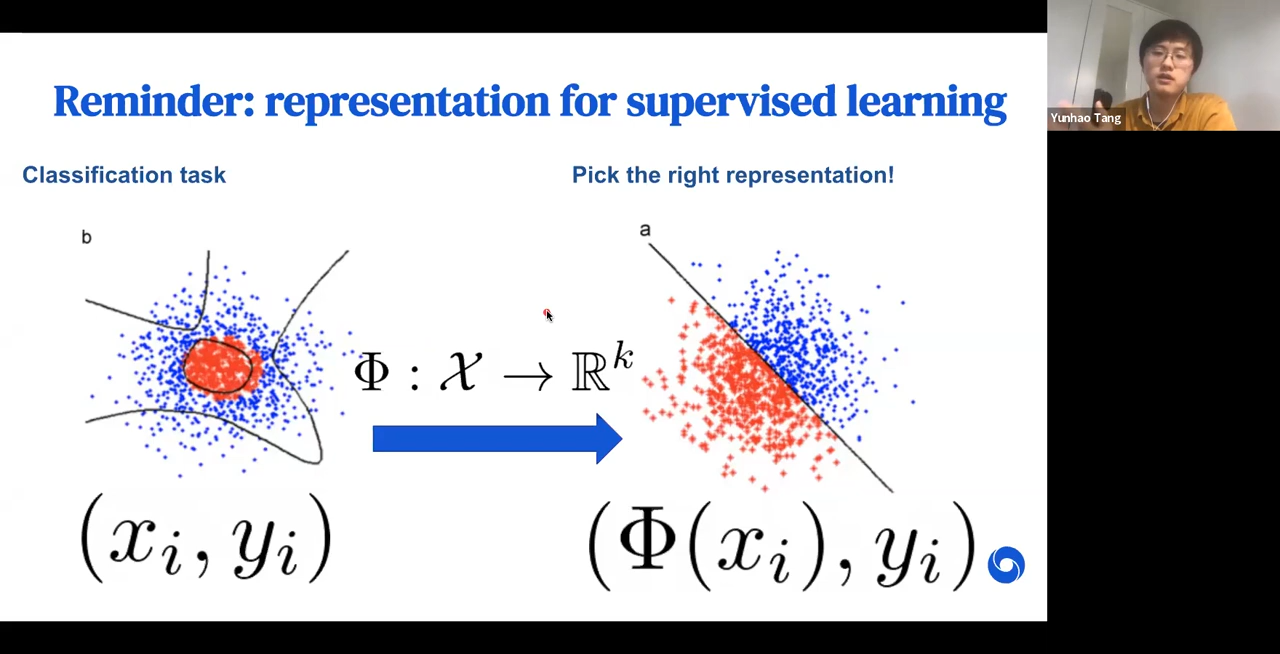 Reminder: representation for supervised learning
Yunhao Tang
Classification task
Pick the right representation!
b
a
Φ : 𝒳 → ℝ^k
(x_i, y_i)
(Φ(x_i), y_i)